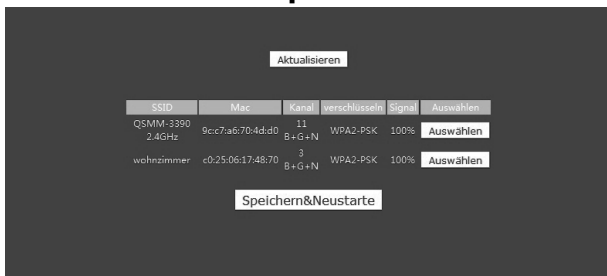 Aktualisieren
SSID Mac Kanal verschlüsseln Signal Auswählen
QSMM-3390 2.4GHz 9c:c7:a6:70:4d:d0 11 B+G+N WPA2-PSK 100% Auswählen
wohnzimmer c0:25:06:17:48:70 3 B+G+N WPA2-PSK 100% Auswählen
Speichern&Neustarte